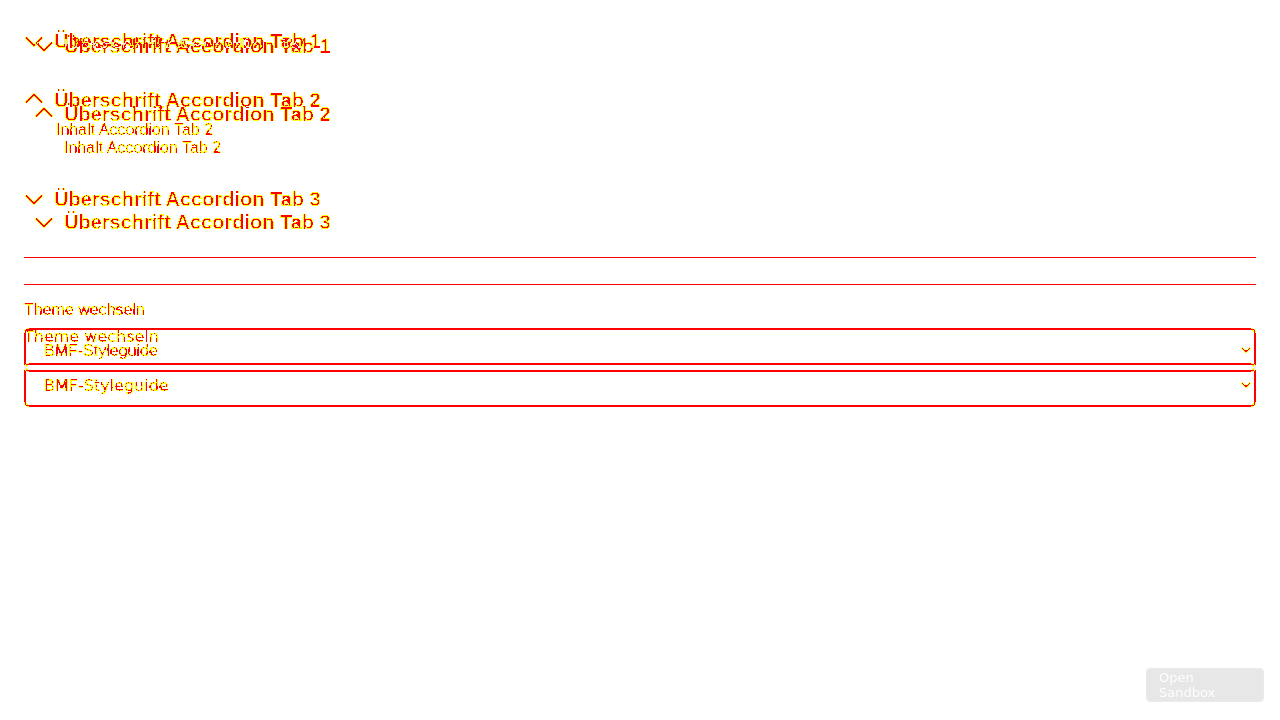 Überschrift Accordion Tab 1
Überschrift Accordion Tab 1
Überschrift Accordion Tab 2
Überschrift Accordion Tab 2
Inhalt Accordion Tab 2
Inhalt Accordion Tab 2
Überschrift Accordion Tab 3
Überschrift Accordion Tab 3
Theme wechseln
Theme wechseln
BMF-Styleguide
BMF-Styleguide
Open
Sandbox